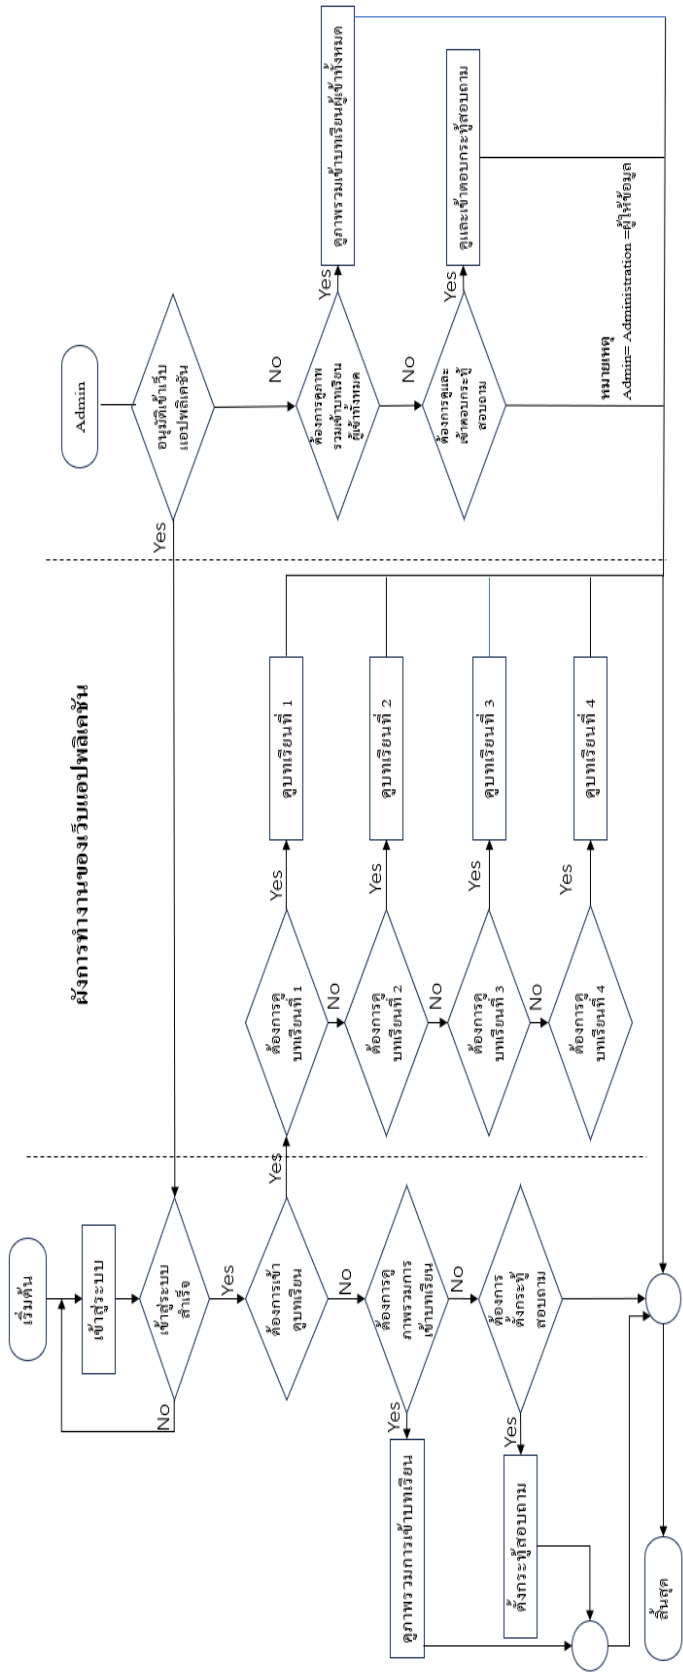 ผังการทำงานของเว็บแอปพลิเคชัน
เริ่มต้น
เข้าสู่ระบบ
เข้าสู่ระบบ
สำเร็จ
No
Yes
ต้องการเข้า
ดูบทเรียน
Yes
No
ต้องการดู
ภาพรวมการ
เข้าบทเรียน
Yes
No
ดูภาพรวมการเข้าบทเรียน
ต้องการ
ตั้งกระทู้
สอบถาม
Yes
ตั้งกระทู้สอบถาม
สิ้นสุด
ต้องการดู
บทเรียนที่ 1
Yes
ดูบทเรียนที่ 1
No
ต้องการดู
บทเรียนที่ 2
Yes
ดูบทเรียนที่ 2
No
ต้องการดู
บทเรียนที่ 3
Yes
ดูบทเรียนที่ 3
No
ต้องการดู
บทเรียนที่ 4
Yes
ดูบทเรียนที่ 4
Admin
อนุมัติเข้าเว็บ
แอปพลิเคชัน
Yes
No
ต้องการดูภาพ
รวมเข้าบทเรียน
ผู้เข้าทั้งหมด
Yes
ดูภาพรวมเข้าบทเรียนผู้เข้าทั้งหมด
No
ต้องการดูและ
เข้าตอบกระทู้
สอบถาม
Yes
ดูและเข้าตอบกระทู้สอบถาม
หมายเหตุ
Admin= Administration =ผู้ให้ข้อมูล